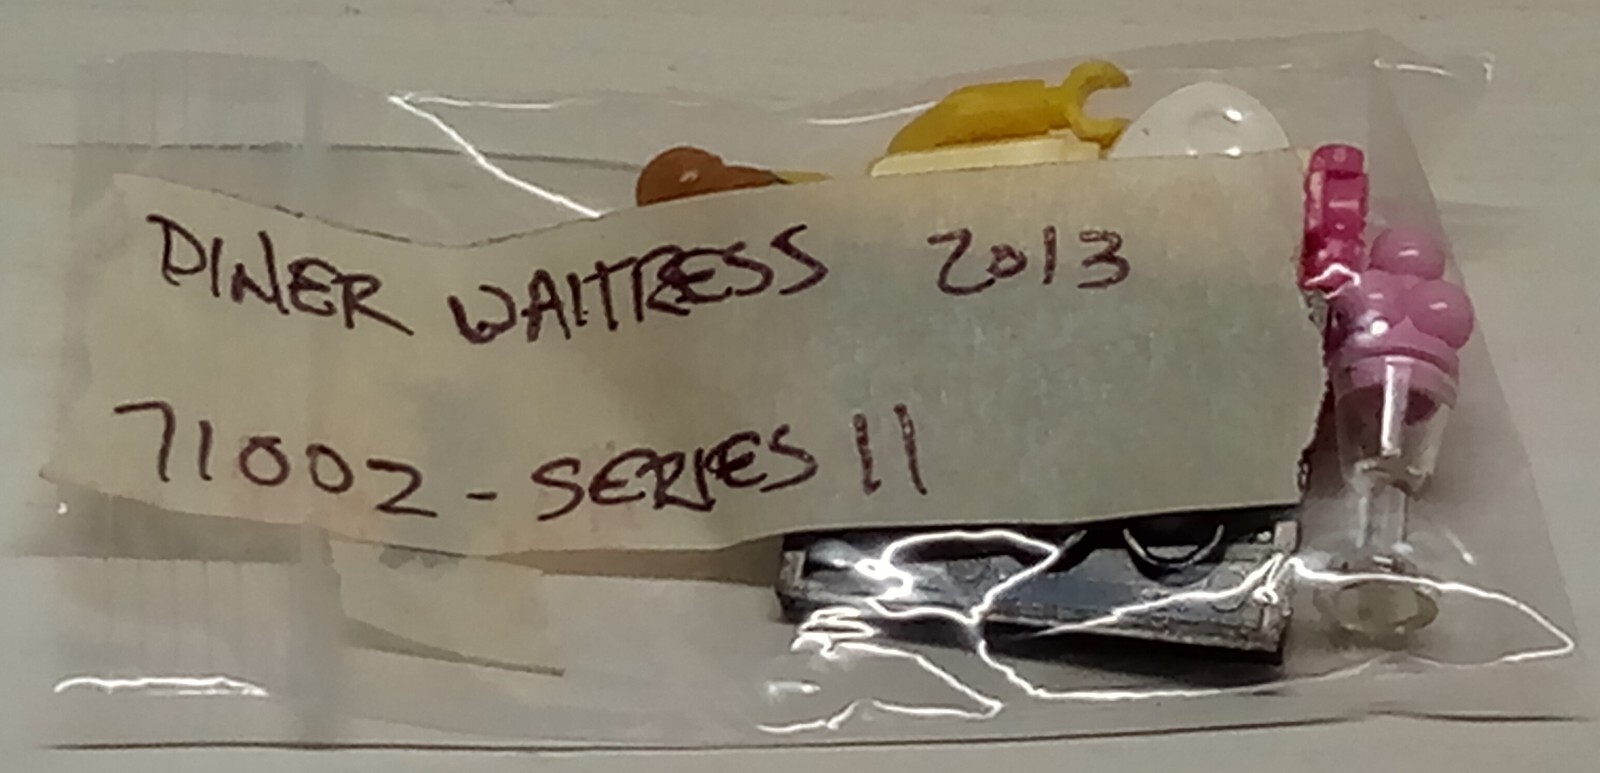 DINER WAITRESS 2013
71002 - SERIES 11